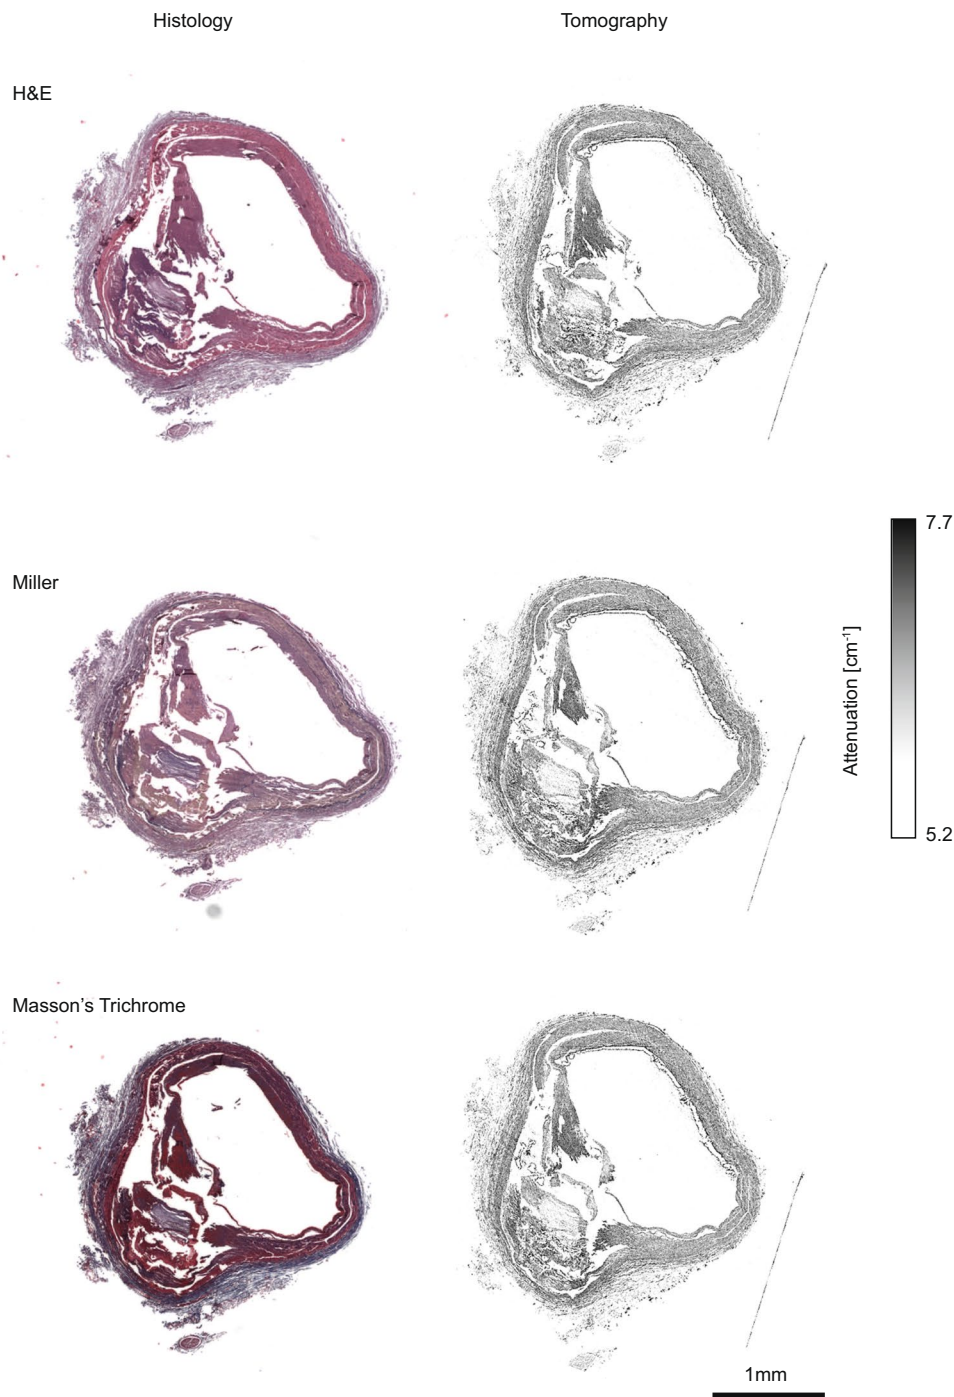 Histology
Tomography
H&E
Miller
7.7
Attenuation [cm⁻¹]
5.2
Masson's Trichrome
1mm